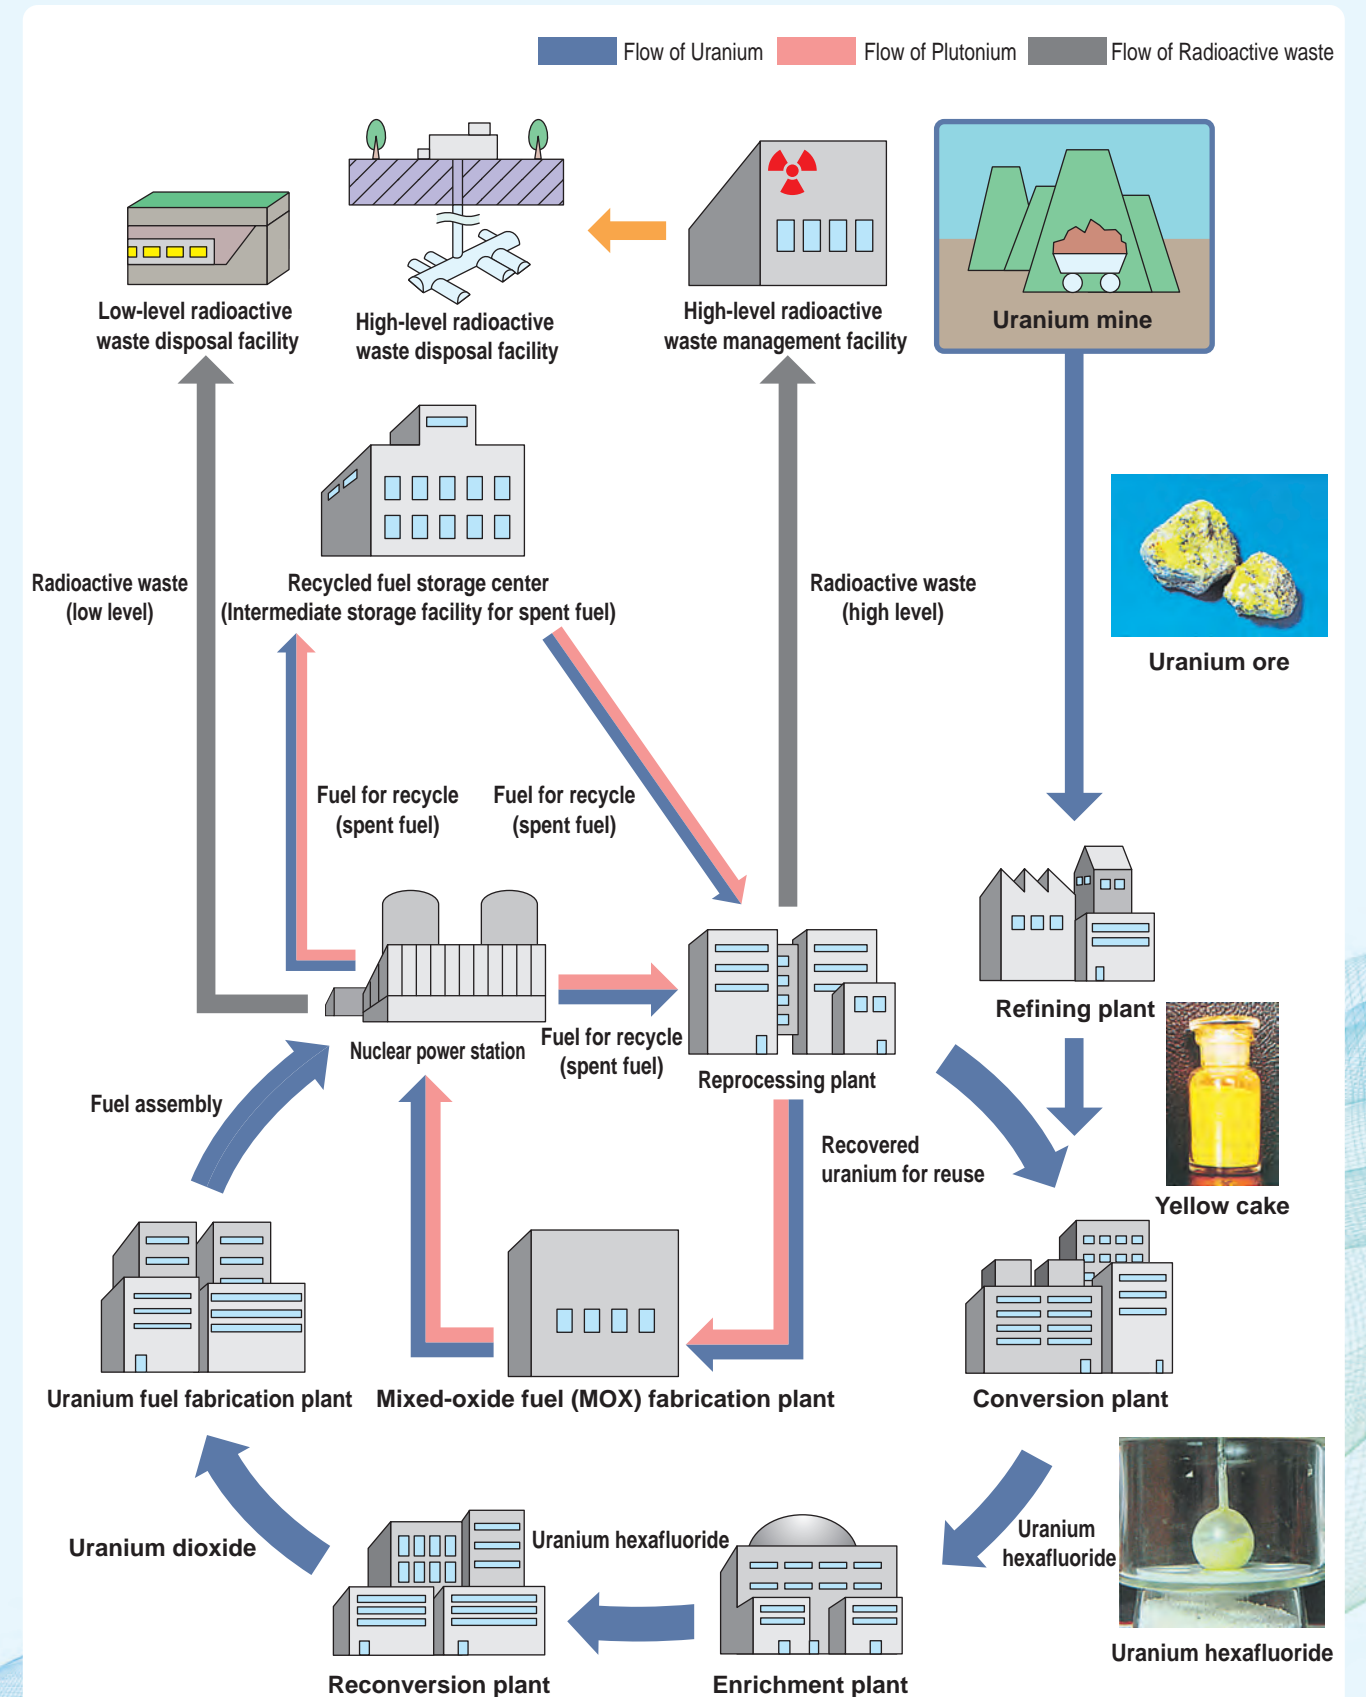 Flow of Uranium
Flow of Plutonium
Flow of Radioactive waste
Low-level radioactive
waste disposal facility
High-level radioactive
waste disposal facility
High-level radioactive
waste management facility
Uranium mine
Recycled fuel storage center
(Intermediate storage facility for spent fuel)
Radioactive waste
(low level)
Radioactive waste
(high level)
Uranium ore
Fuel for recycle
(spent fuel)
Fuel for recycle
(spent fuel)
Refining plant
Nuclear power station
Fuel for recycle
(spent fuel)
Reprocessing plant
Fuel assembly
Recovered
uranium for reuse
Yellow cake
Uranium fuel fabrication plant
Mixed-oxide fuel (MOX) fabrication plant
Conversion plant
Uranium dioxide
Uranium hexafluoride
Uranium
hexafluoride
Uranium hexafluoride
Reconversion plant
Enrichment plant